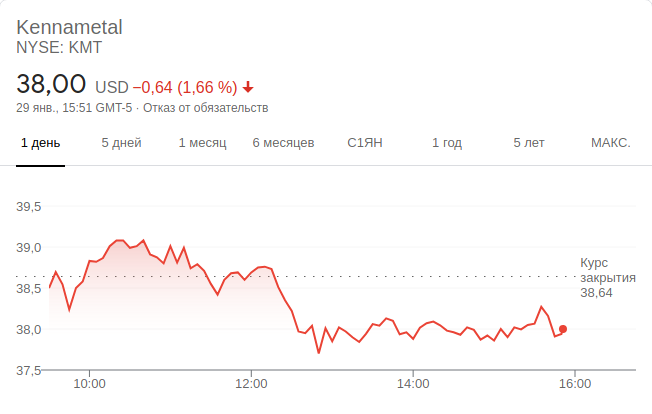 Kennametal
NYSE: KMT
38,00 USD −0,64 (1,66 %)
29 янв., 15:51 GMT-5 · Отказ от обязательств
1 день 5 дней 1 месяц 6 месяцев С1ЯН 1 год 5 лет МАКС.
39,5
39,0
Курс
закрытия
38,64
38,5
38,0
37,5
10:00 12:00 14:00 16:00